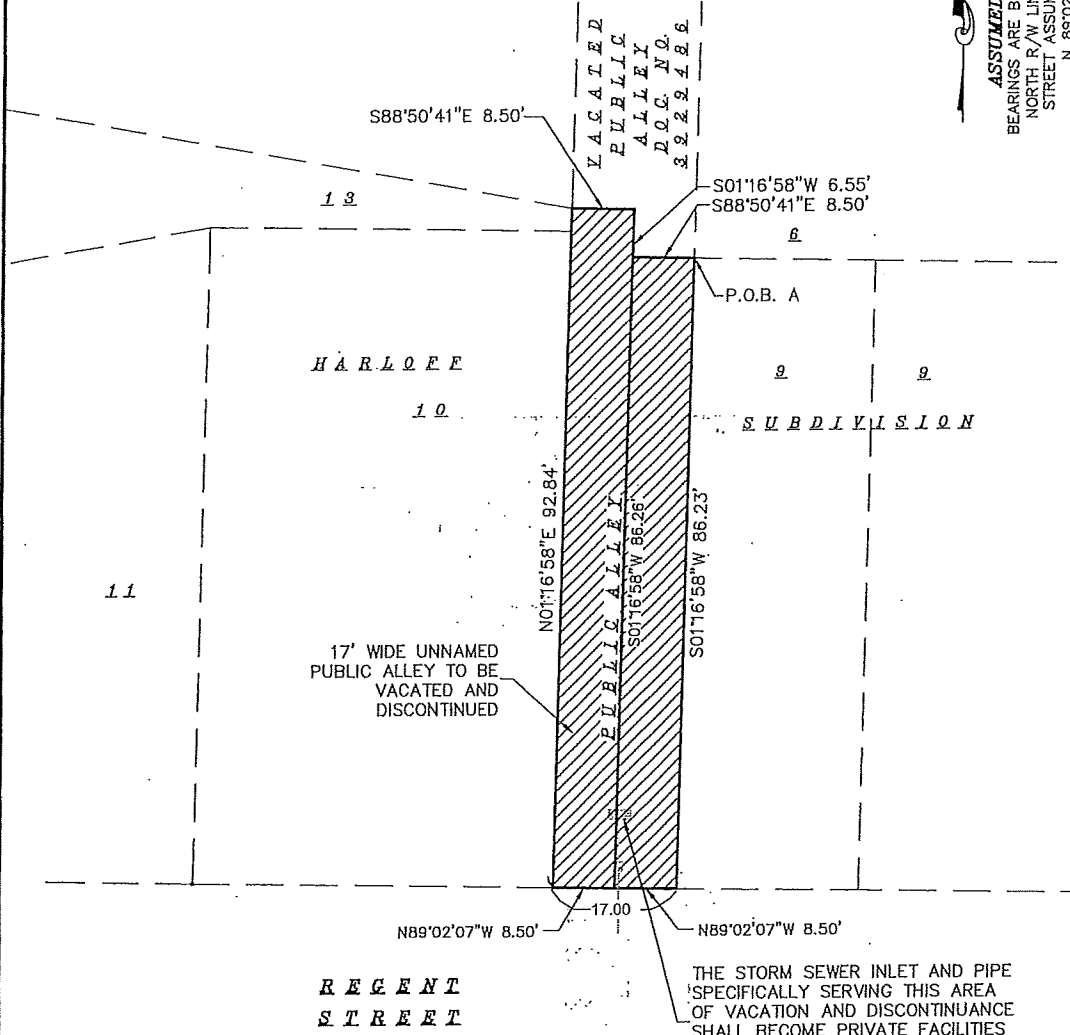 VACATED
PUBLIC
ALLEY
DOC. NO.
3929486
ASSUMED
BEARINGS ARE B
NORTH R/W LIN
STREET ASSUM
N 89°02
S88°50'41"E 8.50'
S01°16'58"W 6.55'
S88°50'41"E 8.50'
13
6
P.O.B. A
HARLOFF
10
9
9
SUBDIVISION
N01°16'58"E 92.84'
PUBLIC ALLEY
S01°16'58"W 86.26'
S01°16'58"W 86.23'
11
17' WIDE UNNAMED
PUBLIC ALLEY TO BE
VACATED AND
DISCONTINUED
17.00
N89°02'07"W 8.50'
N89°02'07"W 8.50'
REGENT
STREET
THE STORM SEWER INLET AND PIPE
SPECIFICALLY SERVING THIS AREA
OF VACATION AND DISCONTINUANCE
SHALL BECOME PRIVATE FACILITIES